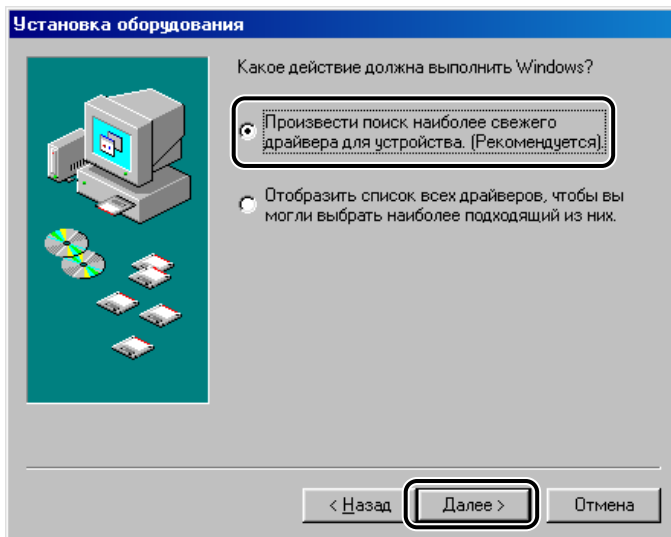 Установка оборудования
Какое действие должна выполнить Windows?
Произвести поиск наиболее свежего
драйвера для устройства. (Рекомендуется).
Отобразить список всех драйверов, чтобы вы
могли выбрать наиболее подходящий из них.
< Назад
Далее >
Отмена